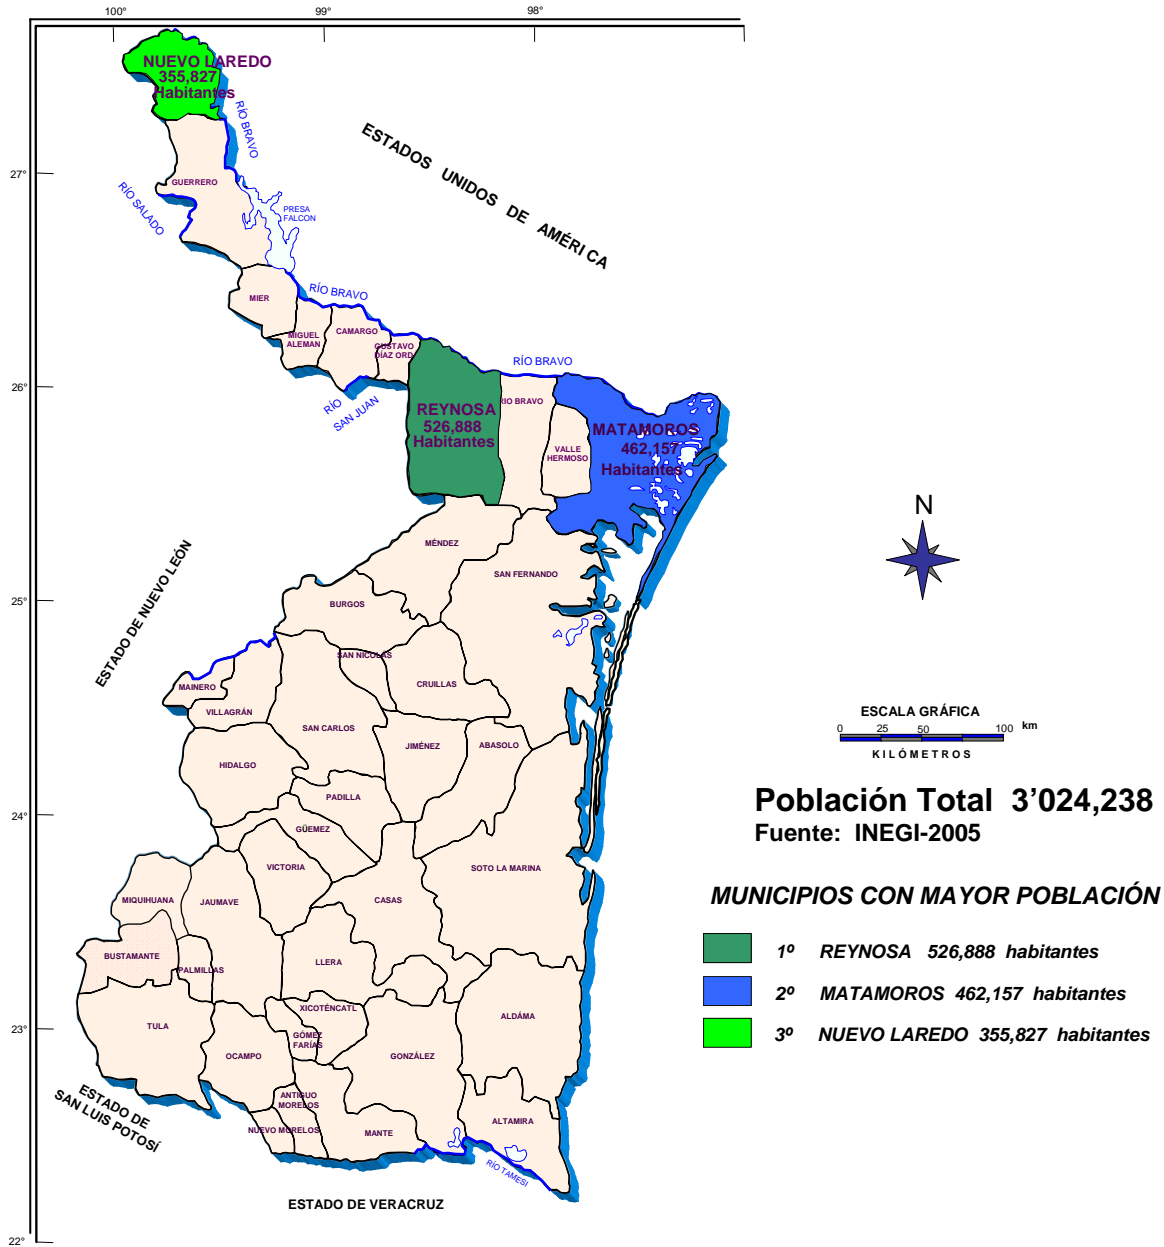 100°
99°
98°
NUEVO LAREDO
355,827
Habitantes
RÍO BRAVO
ESTADOS UNIDOS DE AMÉRICA
27°
GUERRERO
RÍO SALADO
PRESA
FALCON
RÍO BRAVO
MIER
MIGUEL
ALEMAN
CAMARGO
GUSTAVO
DÍAZ ORD
RÍO BRAVO
26°
RÍO
SAN JUAN
REYNOSA
526,888
Habitantes
RIO BRAVO
VALLE
HERMOSO
MATAMOROS
462,157
Habitantes
N
ESTADO DE NUEVO LEÓN
MÉNDEZ
SAN FERNANDO
25°
BURGOS
SAN NICOLAS
CRUILLAS
MAINERO
VILLAGRÁN
SAN CARLOS
JIMÉNEZ
ABASOLO
HIDALGO
ESCALA GRÁFICA
0 25 50 100 km
KILÓMETROS
PADILLA
24°
GÜEMEZ
Población Total 3’024,238
Fuente: INEGI-2005
VICTORIA
SOTO LA MARINA
MIQUIHUANA
JAUMAVE
CASAS
MUNICIPIOS CON MAYOR POBLACIÓN
BUSTAMANTE
PALMILLAS
LLERA
1º REYNOSA 526,888 habitantes
2º MATAMOROS 462,157 habitantes
3º NUEVO LAREDO 355,827 habitantes
23°
TULA
XICOTÉNCATL
ALDÁMA
GÓMEZ
FARÍAS
OCAMPO
GONZÁLEZ
ESTADO DE
SAN LUIS POTOSÍ
ANTIGUO
MORELOS
NUEVO MORELOS
MANTE
ALTAMIRA
RÍO TAMESI
ESTADO DE VERACRUZ
22°